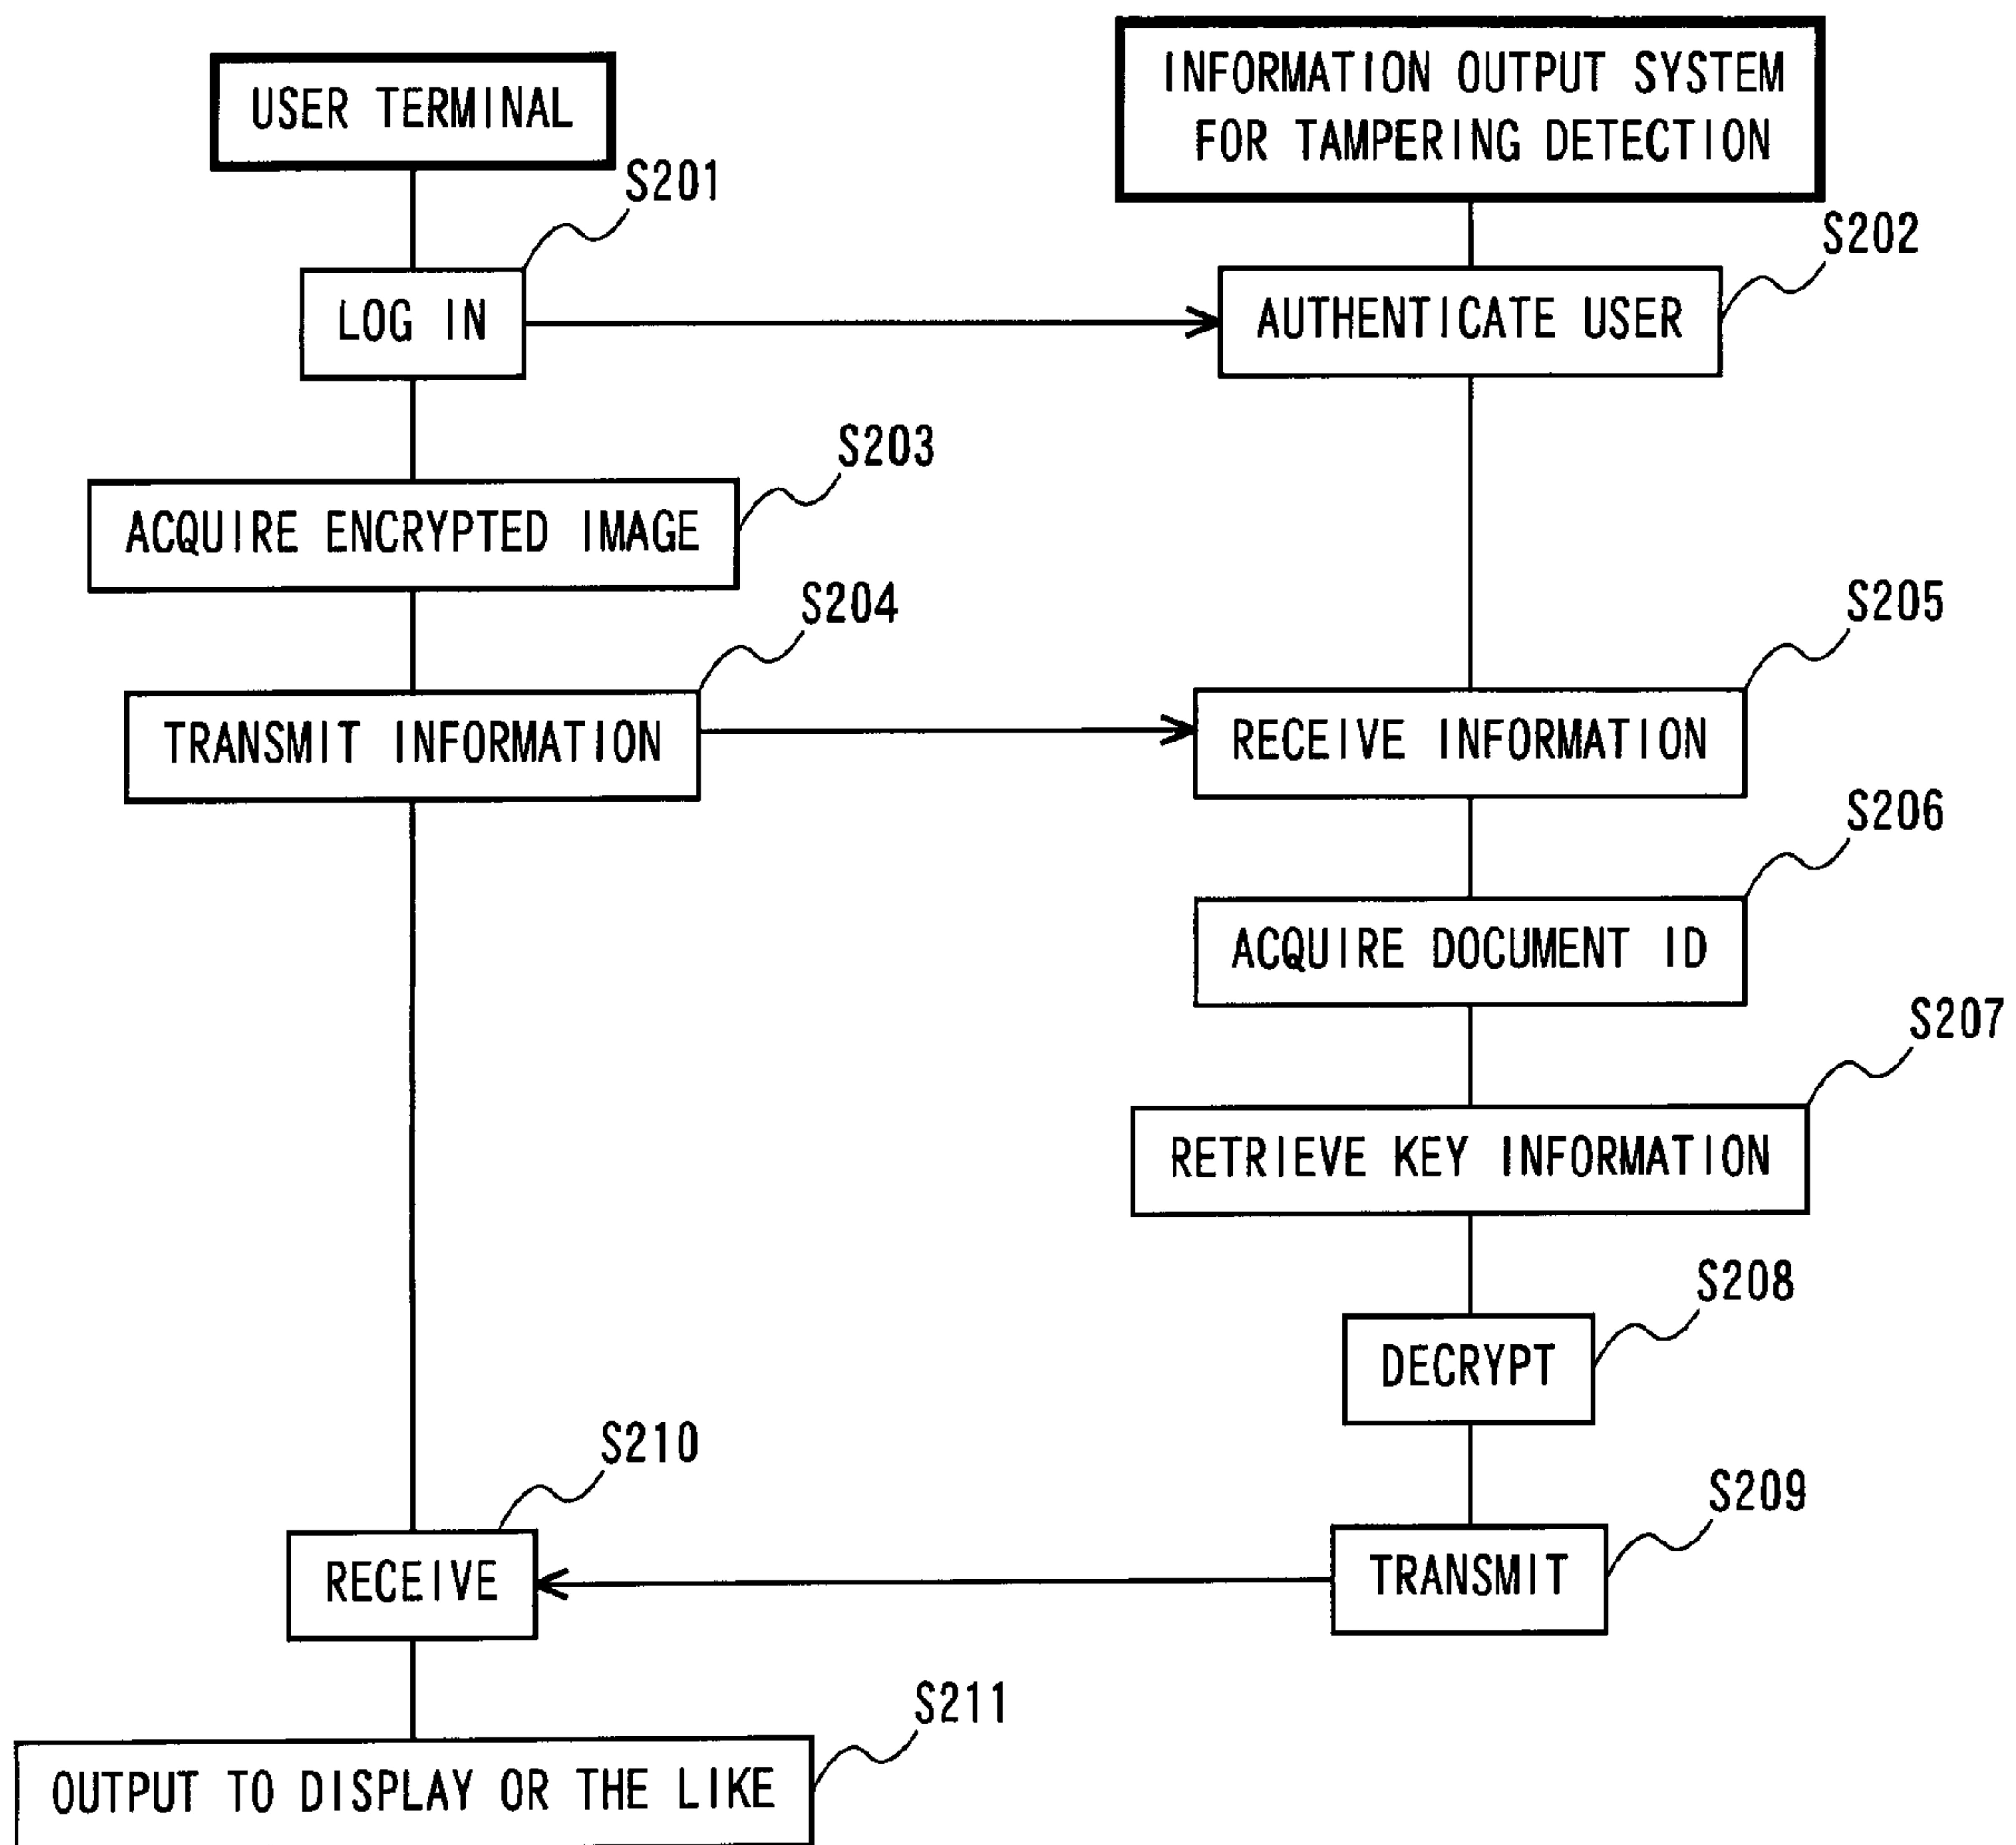 USER TERMINAL
INFORMATION OUTPUT SYSTEM
FOR TAMPERING DETECTION
S201
LOG IN
S202
AUTHENTICATE USER
S203
ACQUIRE ENCRYPTED IMAGE
S204
TRANSMIT INFORMATION
S205
RECEIVE INFORMATION
S206
ACQUIRE DOCUMENT ID
S207
RETRIEVE KEY INFORMATION
S208
DECRYPT
S209
TRANSMIT
S210
RECEIVE
S211
OUTPUT TO DISPLAY OR THE LIKE